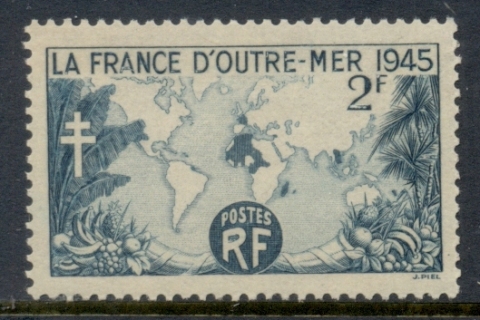 LA FRANCE D'OUTRE-MER 1945
2F
POSTES
RF
J. PIEL